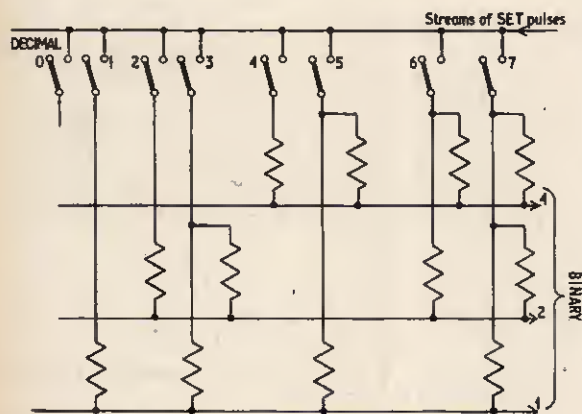 Streams of SET pulses
DECIMAL
0 1 2 3 4 5 6 7
4
2
1
BINARY